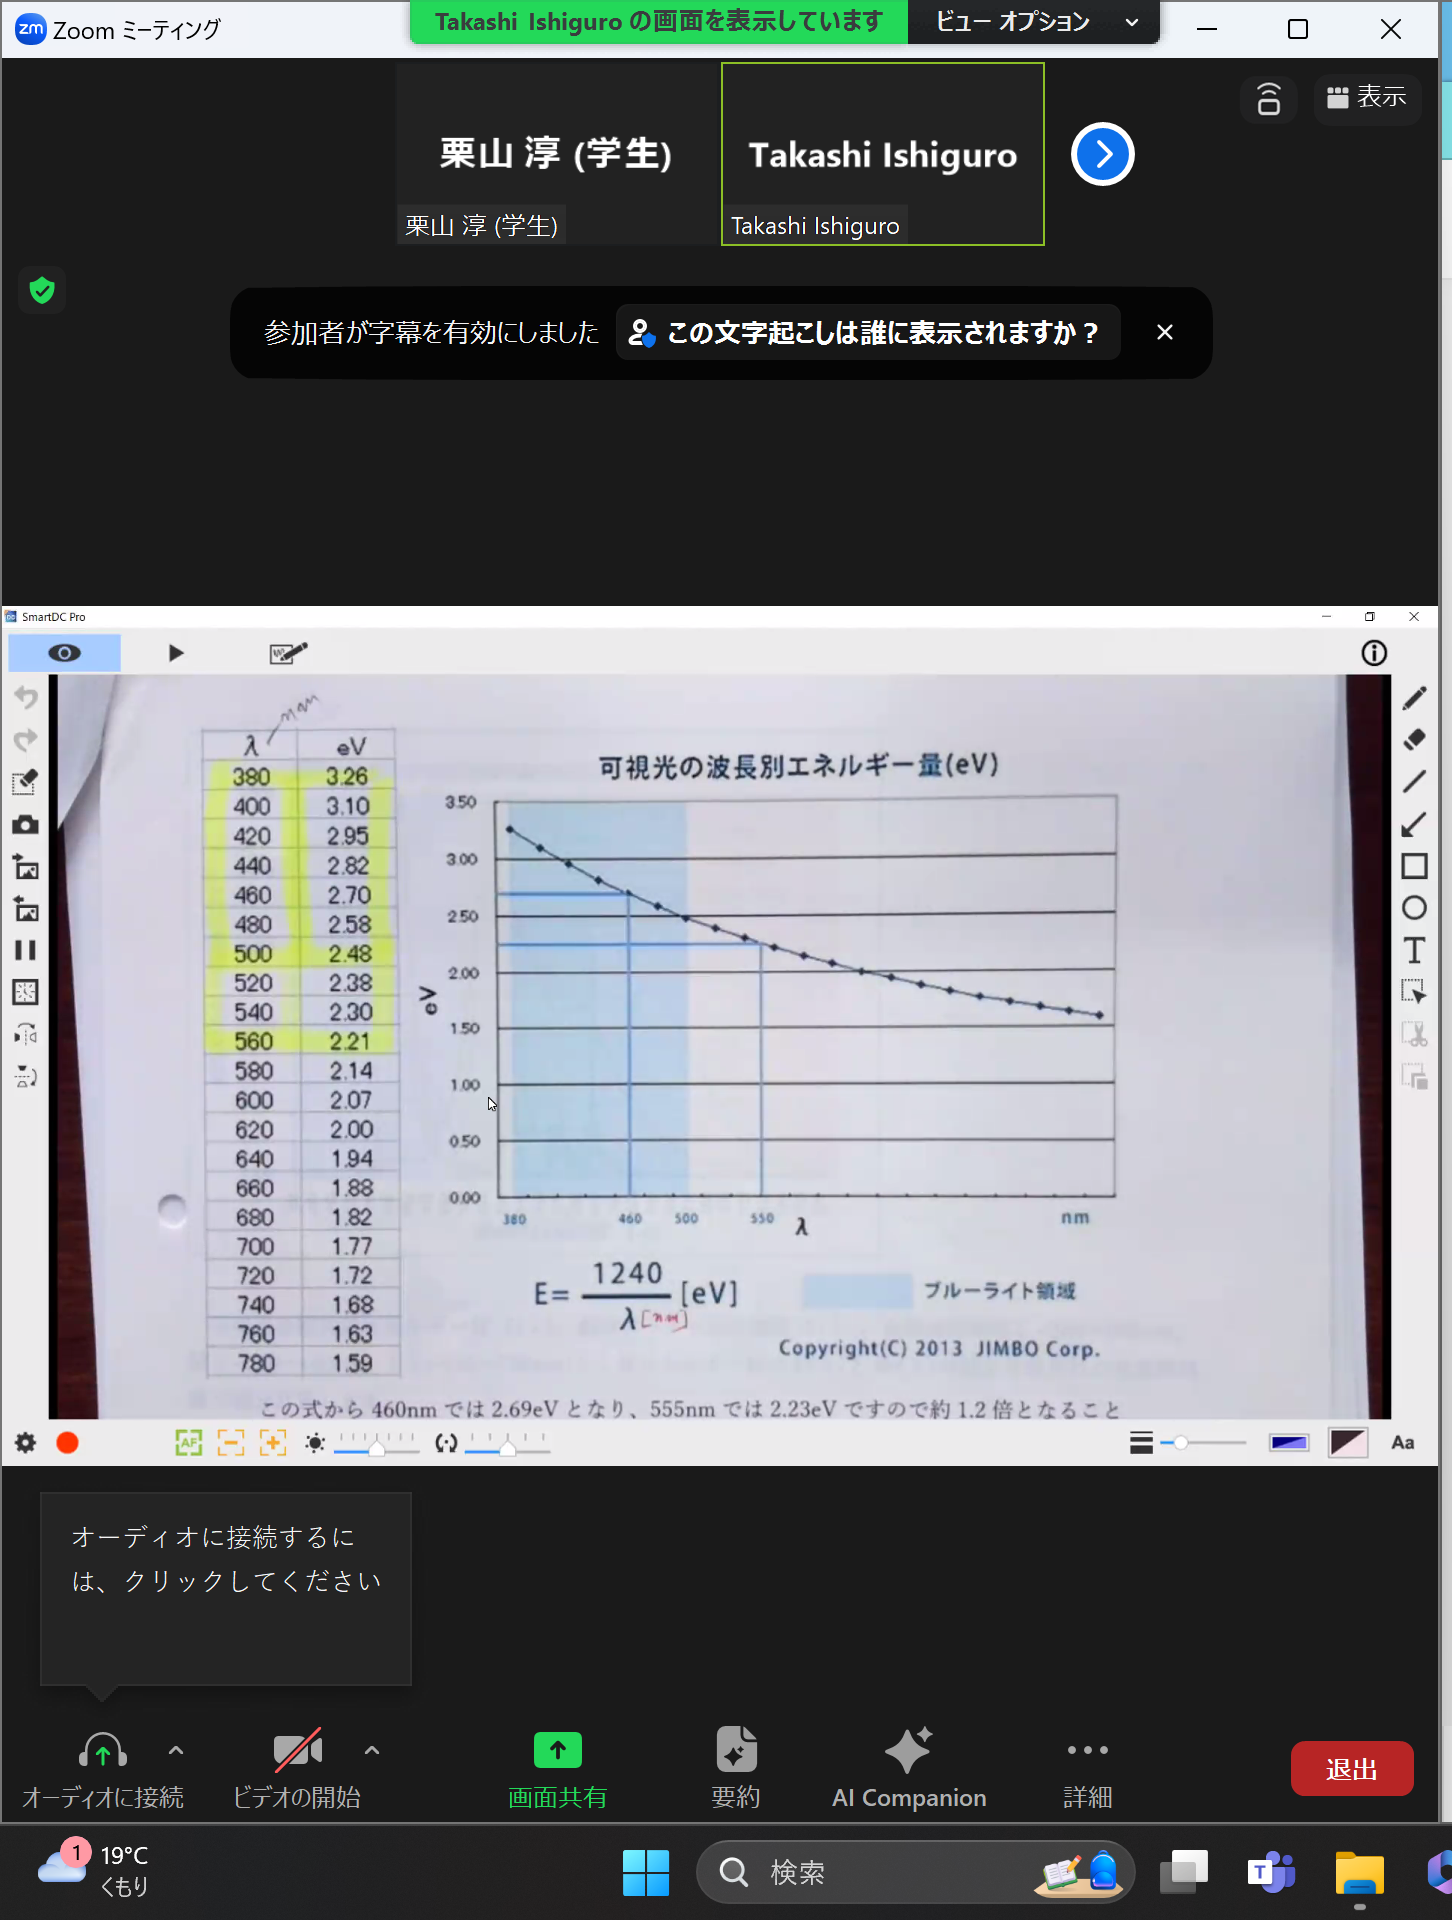 zm Zoom ミーティング
Takashi Ishiguro の画面を表示しています
ビュー オプション
栗山 淳 (学生)
栗山 淳 (学生)
Takashi Ishiguro
Takashi Ishiguro
表示
参加者が字幕を有効にしました
この文字起こしは誰に表示されますか？
SmartDC Pro
nm
λ eV
380 3.26
400 3.10
420 2.95
440 2.82
460 2.70
480 2.58
500 2.48
520 2.38
540 2.30
560 2.21
580 2.14
600 2.07
620 2.00
640 1.94
660 1.88
680 1.82
700 1.77
720 1.72
740 1.68
760 1.63
780 1.59
可視光の波長別エネルギー量(eV)
3.50
3.00
2.50
2.00
1.50
1.00
0.50
0.00
eV
380 460 500 550 λ nm
E= 1240 / λ [nm] [eV]
ブルーライト領域
Copyright(C) 2013 JIMBO Corp.
この式から 460nm では 2.69eV となり、555nm では 2.23eV ですので約 1.2 倍となること
T
AF
Aa
オーディオに接続するに
は、クリックしてください
オーディオに接続
ビデオの開始
画面共有
要約
AI Companion
詳細
退出
1
19°C
くもり
検索
T